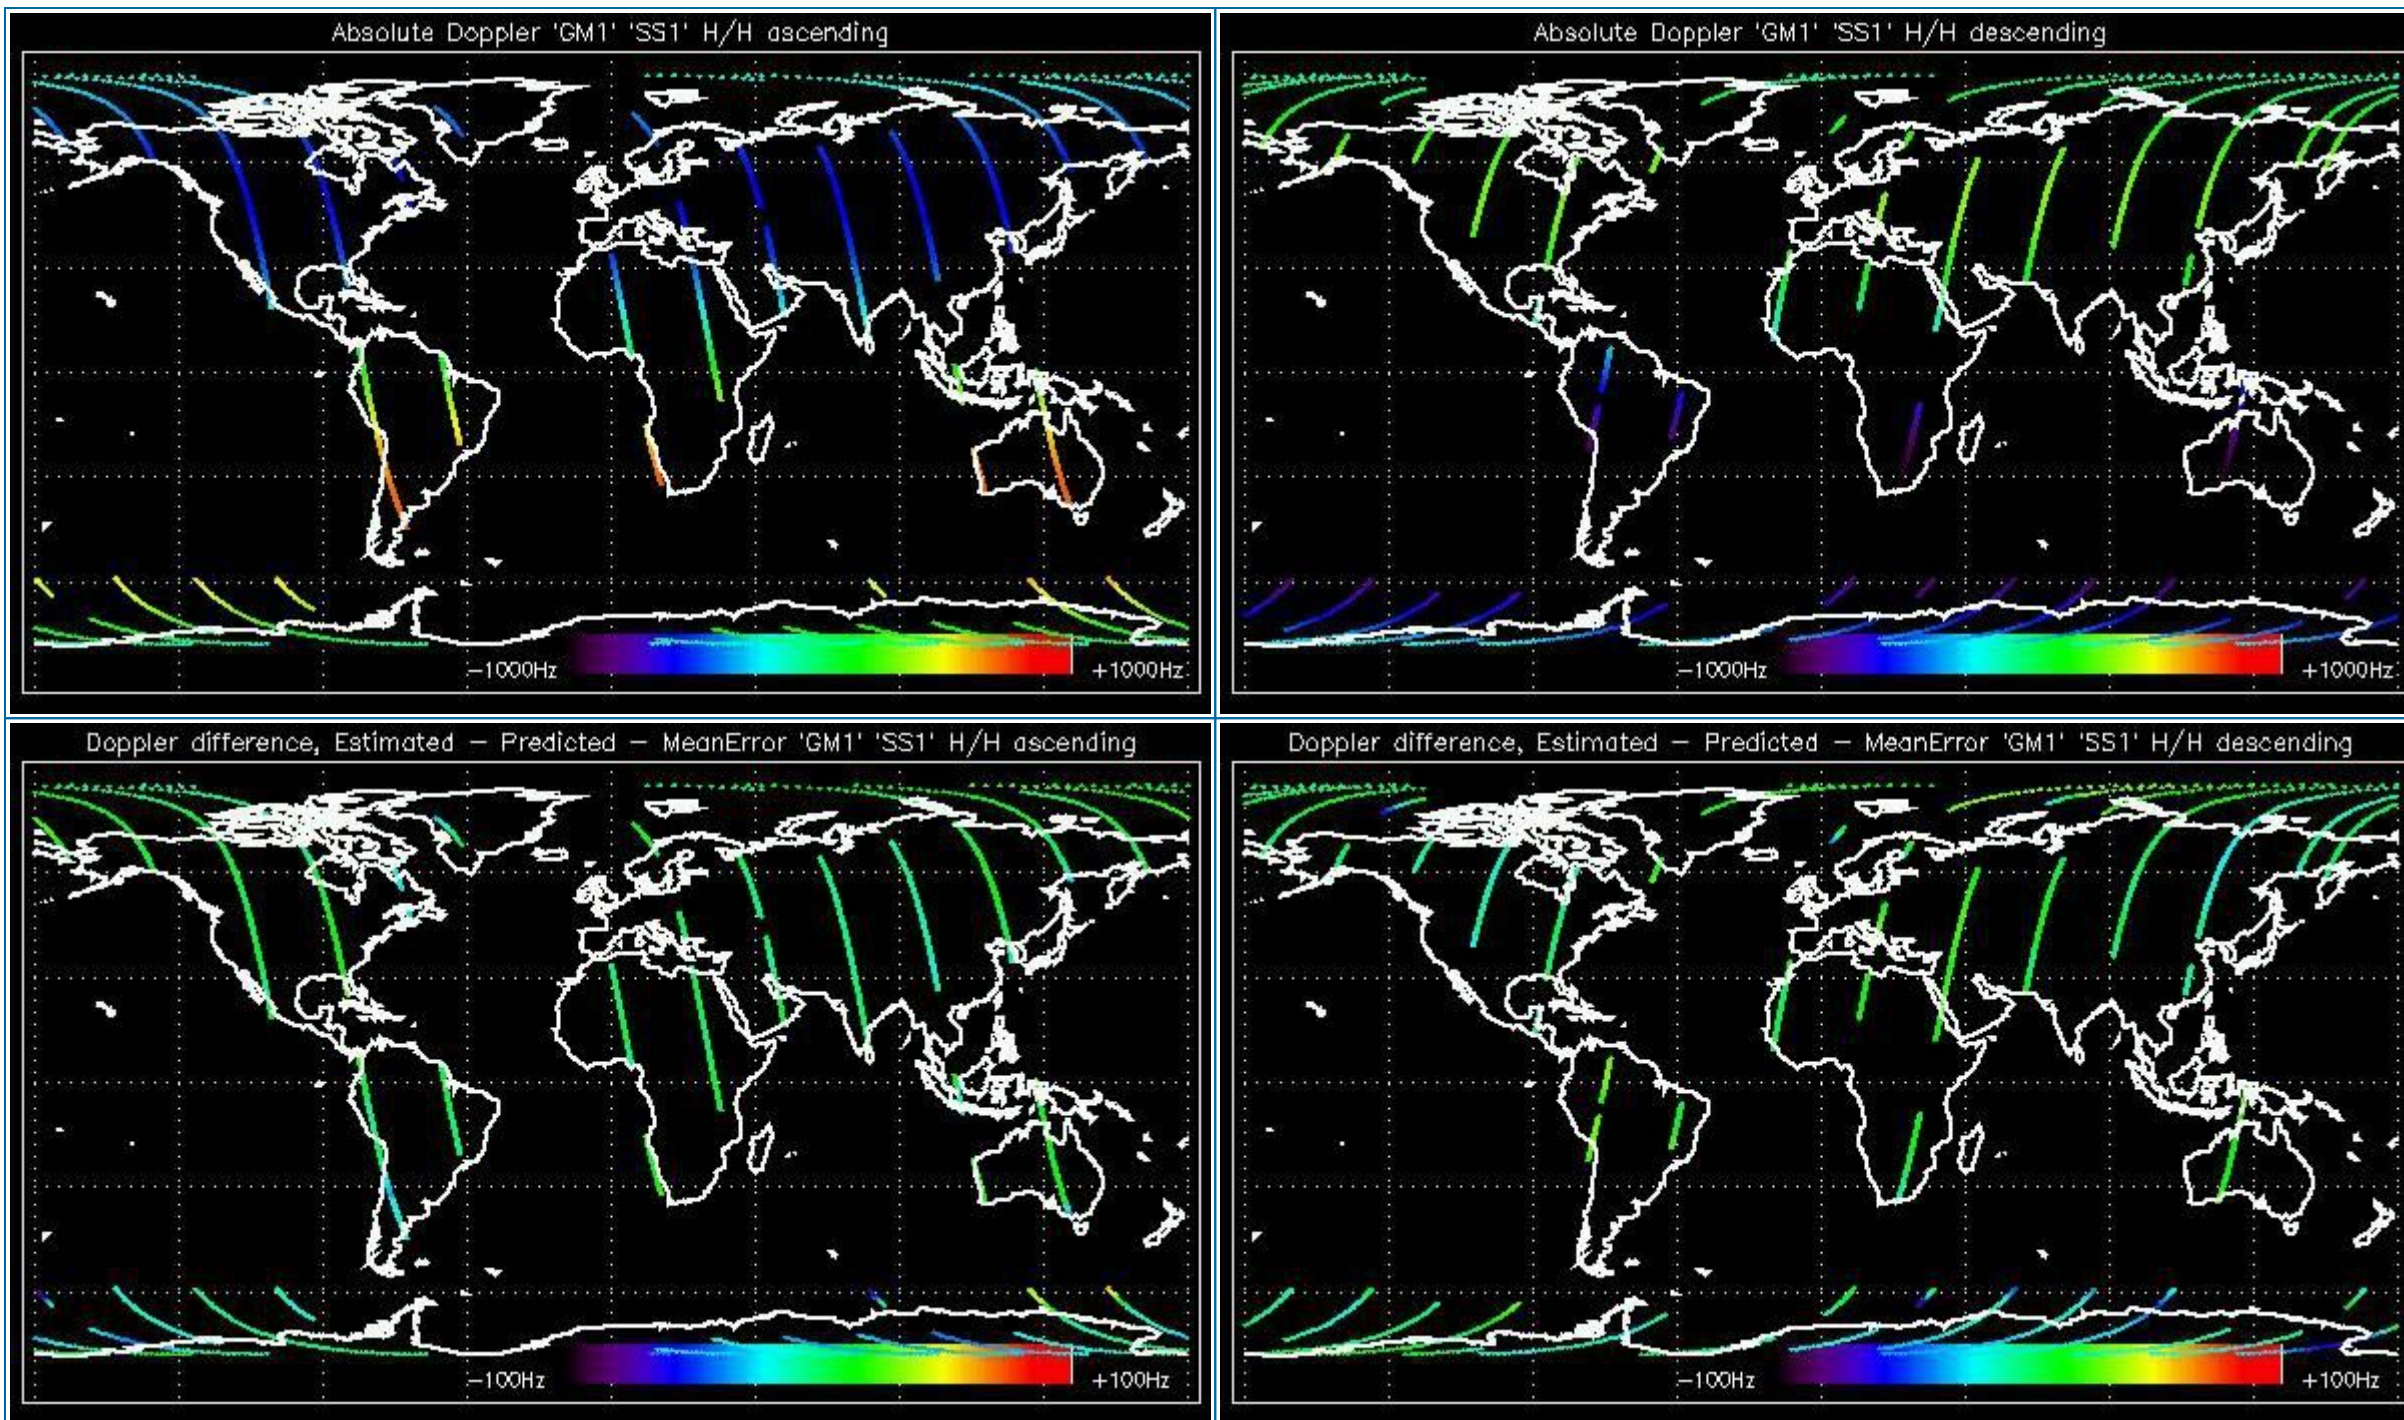 Absolute Doppler 'GM1' 'SS1' H/H ascending
−1000Hz
+1000Hz
Absolute Doppler 'GM1' 'SS1' H/H descending
−1000Hz
+1000Hz
Doppler difference, Estimated − Predicted − MeanError 'GM1' 'SS1' H/H ascending
−100Hz
+100Hz
Doppler difference, Estimated − Predicted − MeanError 'GM1' 'SS1' H/H descending
−100Hz
+100Hz